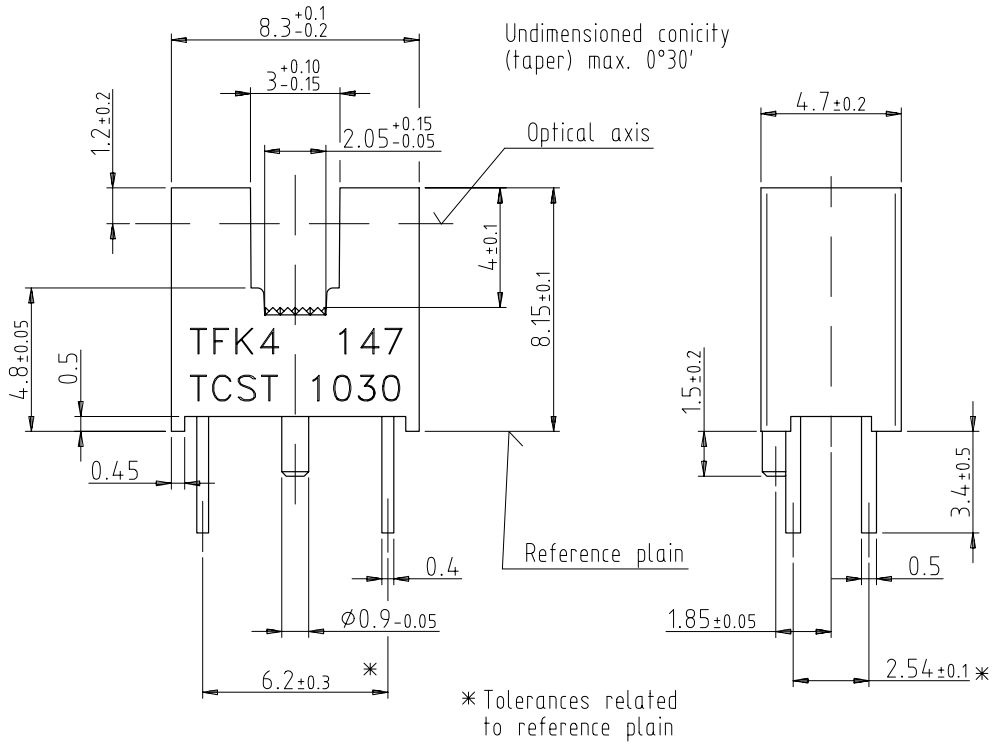 8.3 +0.1 -0.2
Undimensioned conicity
(taper) max. 0°30'
3 +0.10 -0.15
2.05 +0.15 -0.05
1.2±0.2
Optical axis
4.7±0.2
4±0.1
8.15±0.1
4.8±0.05
0.5
TFK4 147
TCST 1030
1.5±0.2
0.45
3.4±0.5
Reference plain
0.4
0.5
Ø0.9-0.05
1.85±0.05
6.2±0.3 *
2.54±0.1 *
* Tolerances related
to reference plain